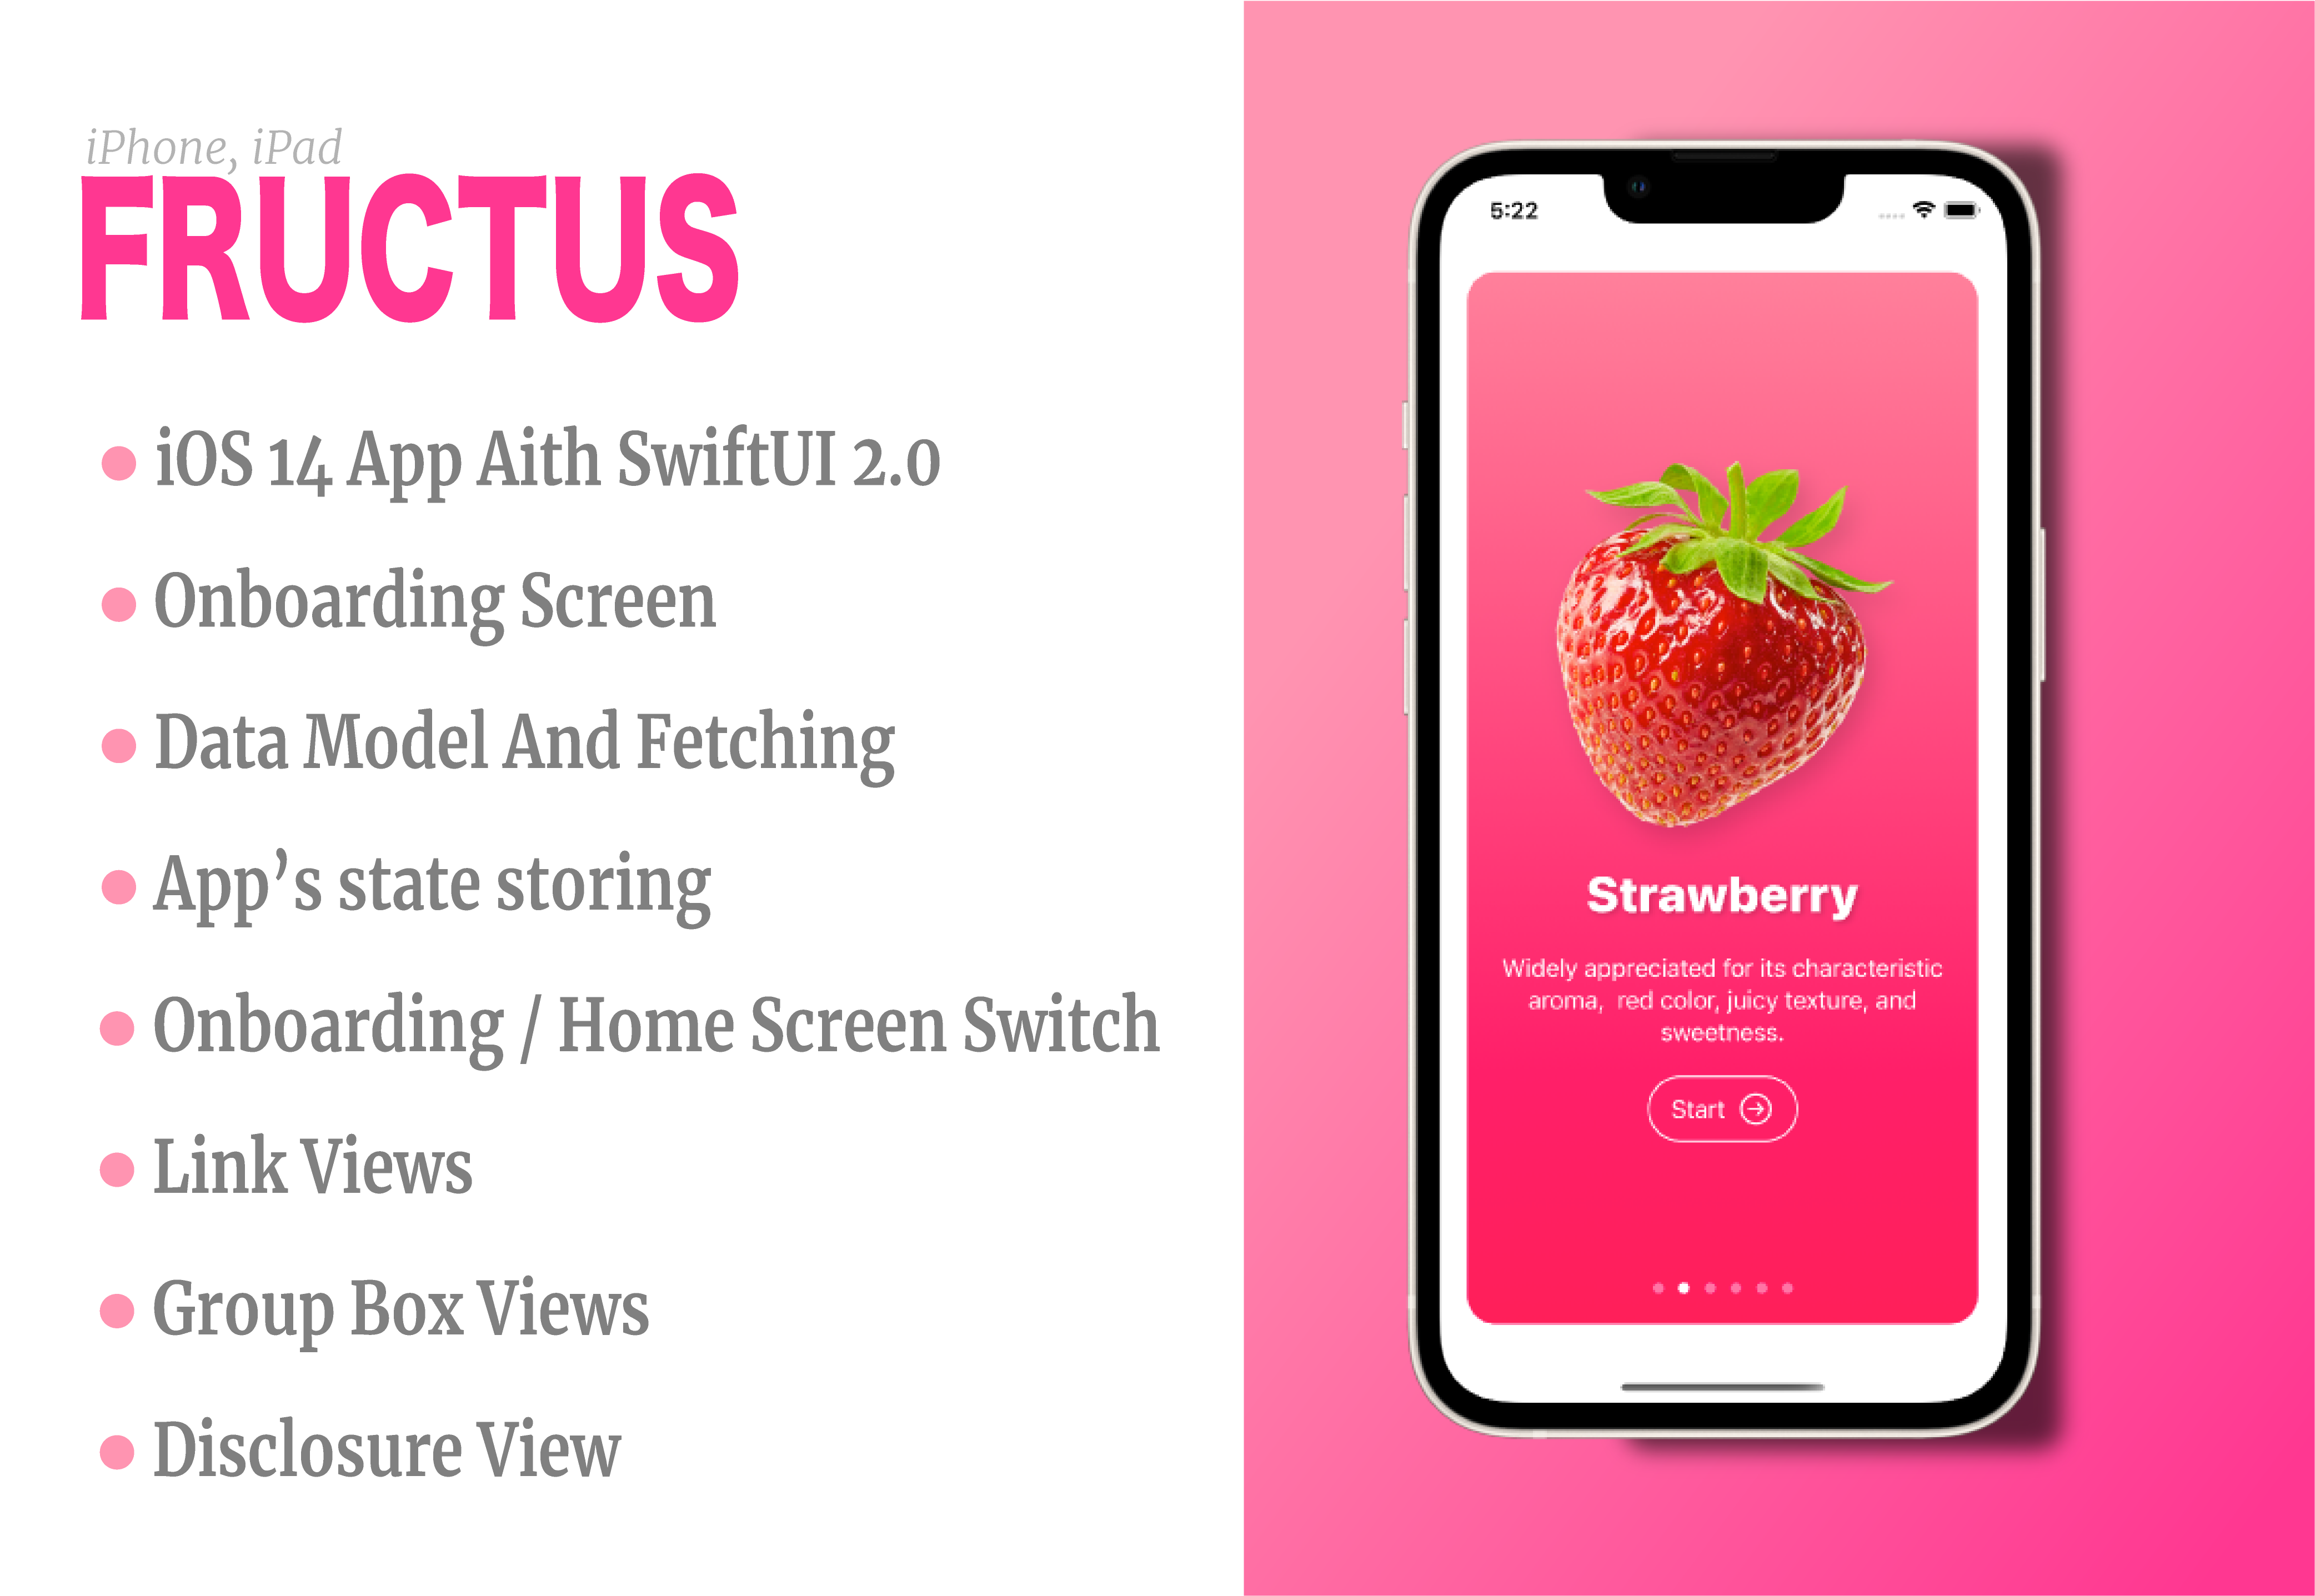 iPhone, iPad
FRUCTUS
iOS 14 App Aith SwiftUI 2.0
Onboarding Screen
Data Model And Fetching
App’s state storing
Onboarding / Home Screen Switch
Link Views
Group Box Views
Disclosure View
5:22
Strawberry
Widely appreciated for its characteristic
aroma,  red color, juicy texture, and
sweetness.
Start